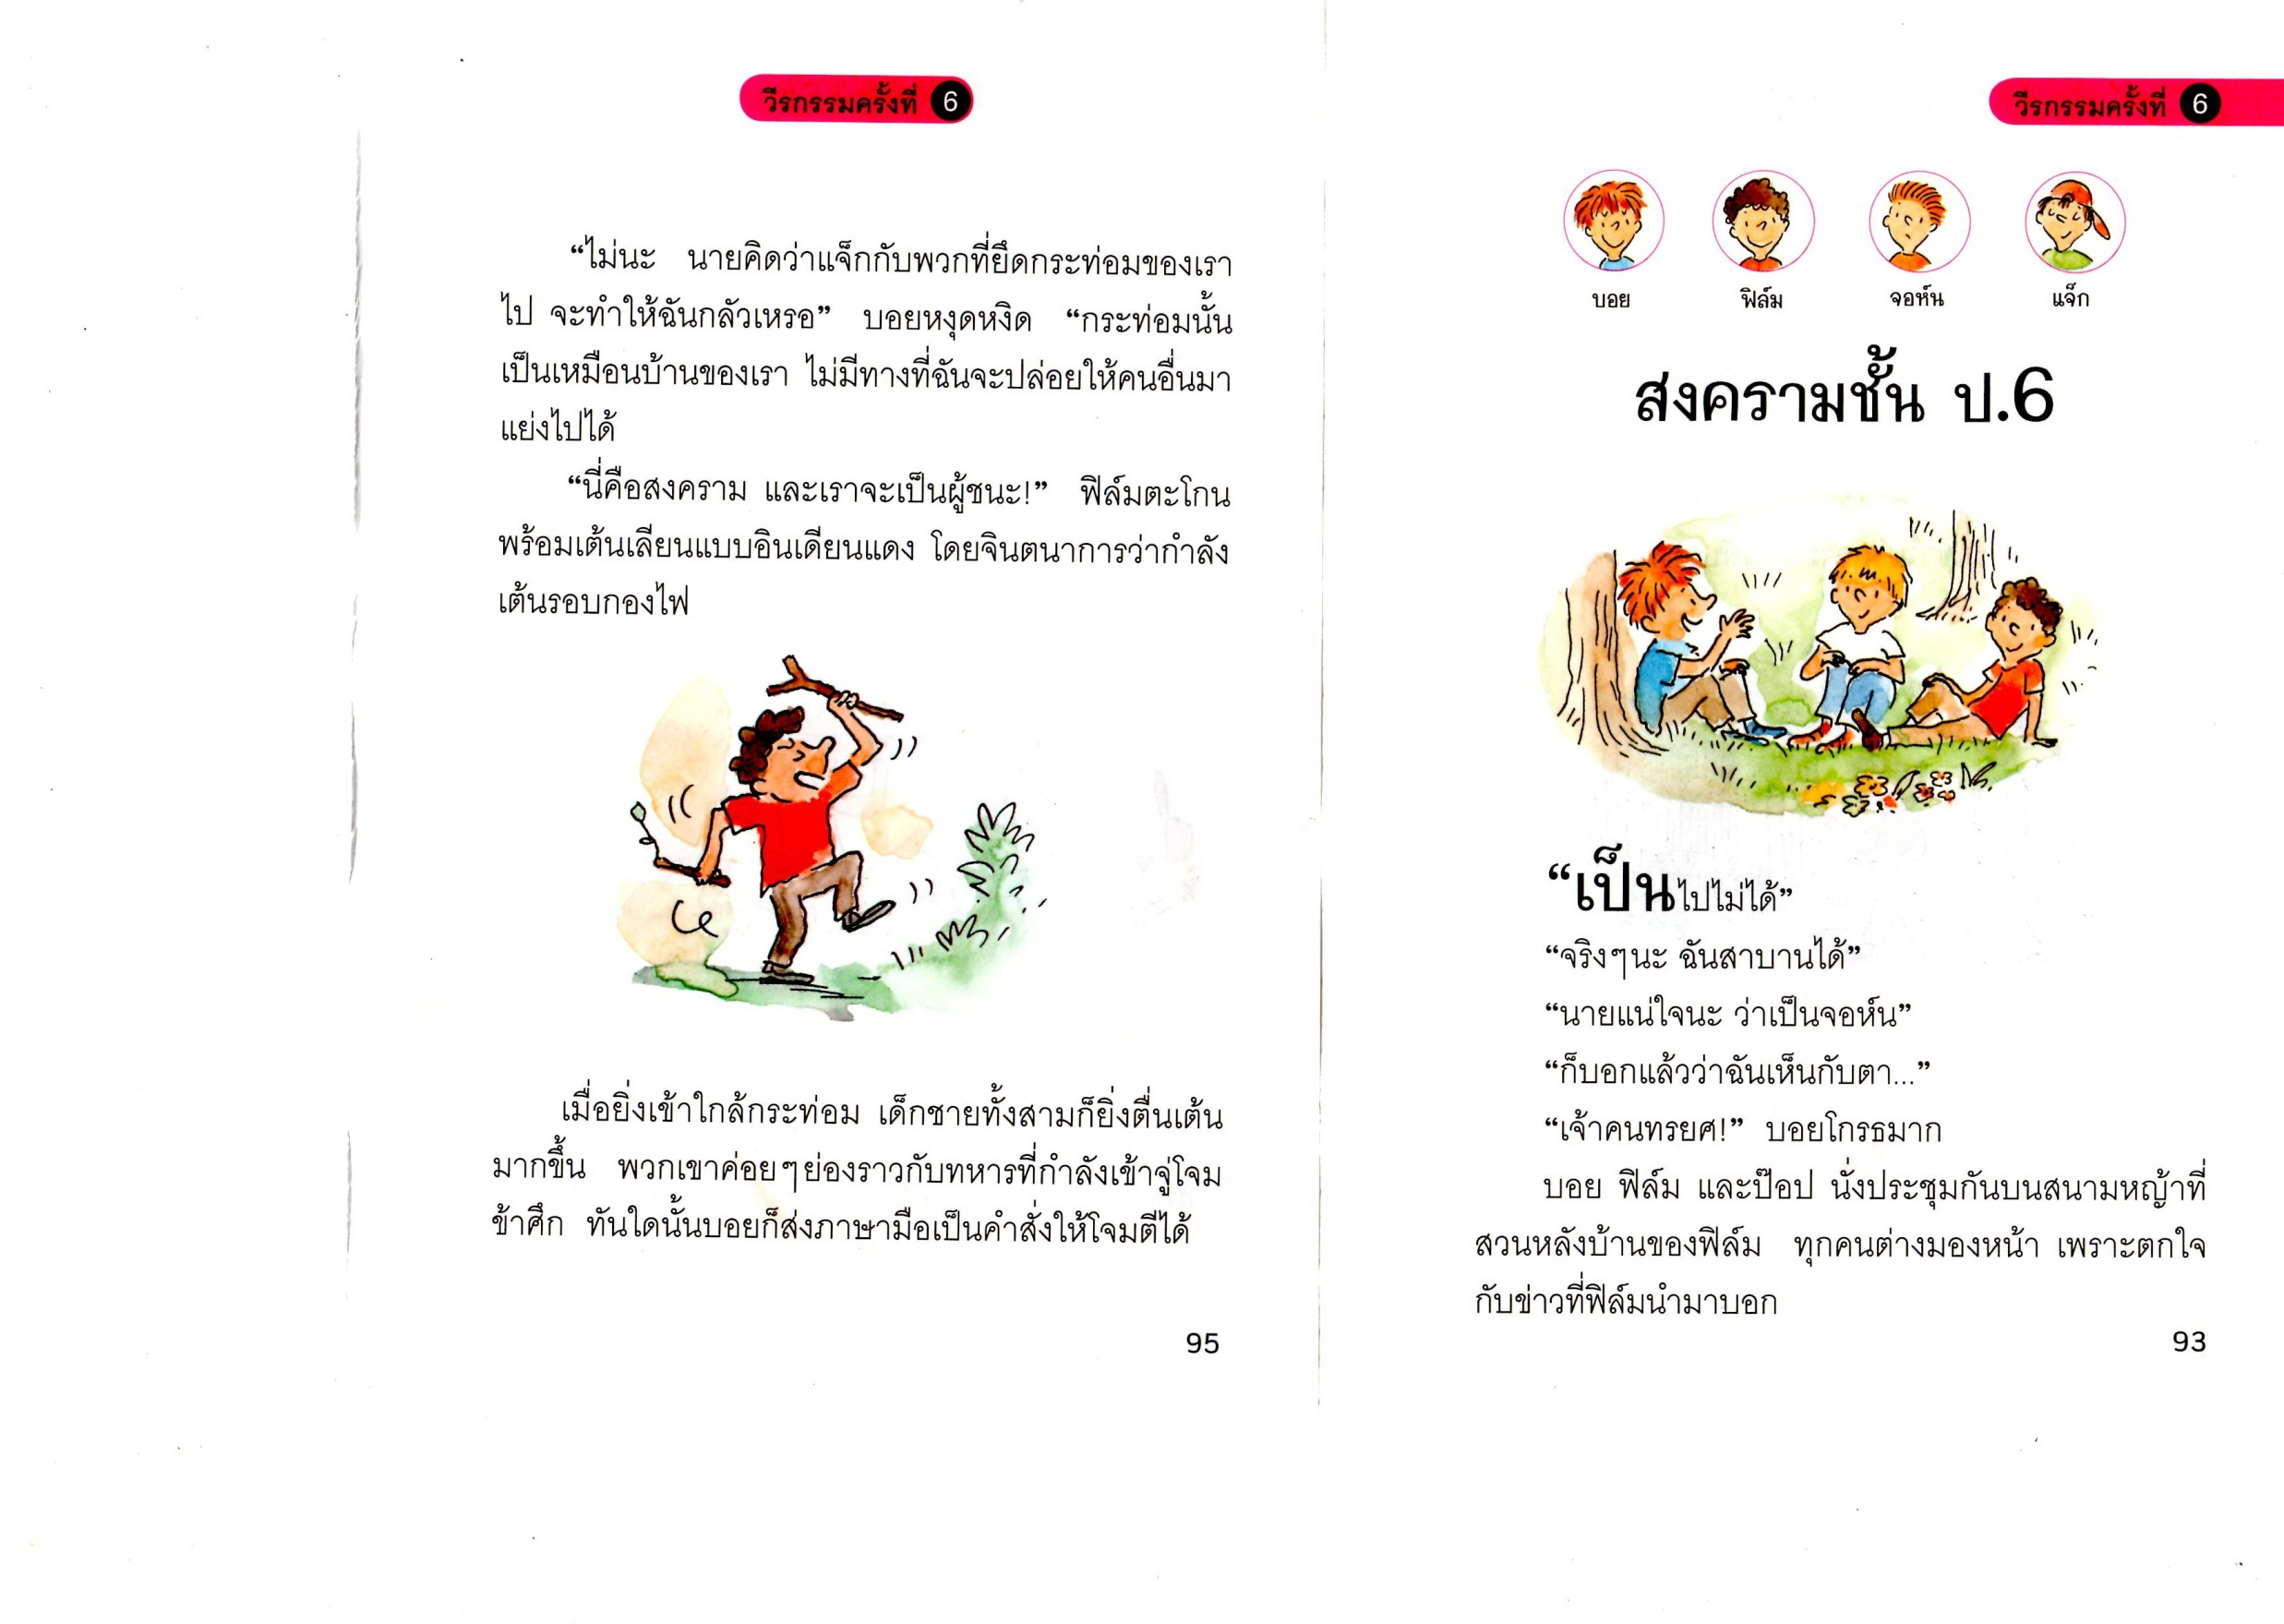 วีรกรรมครั้งที่ 6
“ไม่นะ นายคิดว่าแจ็กกับพวกที่ยึดกระท่อมของเรา
ไป จะทำให้ฉันกลัวเหรอ” บอยหงุดหงิด “กระท่อมนั้น
เป็นเหมือนบ้านของเรา ไม่มีทางที่ฉันจะปล่อยให้คนอื่นมา
แย่งไปได้
“นี่คือสงคราม และเราจะเป็นผู้ชนะ!” ฟิล์มตะโกน
พร้อมเต้นเลียนแบบอินเดียนแดง โดยจินตนาการว่ากำลัง
เต้นรอบกองไฟ
เมื่อยิ่งเข้าใกล้กระท่อม เด็กชายทั้งสามก็ยิ่งตื่นเต้น
มากขึ้น พวกเขาค่อยๆย่องราวกับทหารที่กำลังเข้าจู่โจม
ข้าศึก ทันใดนั้นบอยก็ส่งภาษามือเป็นคำสั่งให้โจมตีได้
95
วีรกรรมครั้งที่ 6
บอย ฟิล์ม จอห์น แจ็ก
สงครามชั้น ป.6
“เป็นไปไม่ได้”
“จริงๆนะ ฉันสาบานได้”
“นายแน่ใจนะ ว่าเป็นจอห์น”
“ก็บอกแล้วว่าฉันเห็นกับตา...”
“เจ้าคนทรยศ!” บอยโกรธมาก
บอย ฟิล์ม และป๊อป นั่งประชุมกันบนสนามหญ้าที่
สวนหลังบ้านของฟิล์ม ทุกคนต่างมองหน้า เพราะตกใจ
กับข่าวที่ฟิล์มนำมาบอก
93